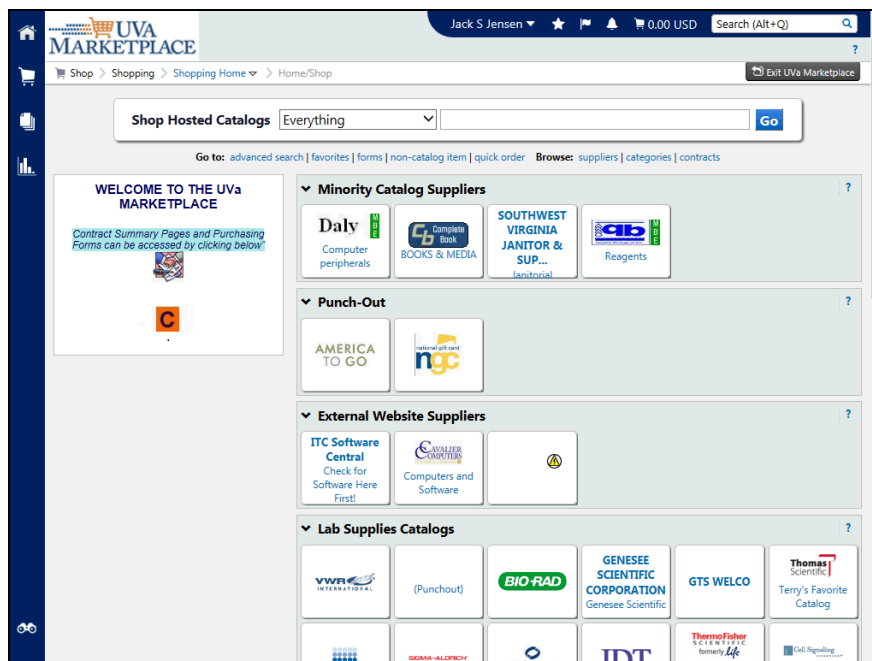 UVA
MARKETPLACE
Jack S Jensen
0.00 USD
Search (Alt+Q)
?
Shop > Shopping > Shopping Home > Home/Shop
Exit UVa Marketplace
Shop Hosted Catalogs
Everything
Go
Go to: advanced search | favorites | forms | non-catalog item | quick order Browse: suppliers | categories | contracts
WELCOME TO THE UVa
MARKETPLACE
Contract Summary Pages and Purchasing
Forms can be accessed by clicking below"
C
.
Minority Catalog Suppliers
?
Daly
MBE
Computer
peripherals
Cb Complete
Book
BOOKS & MEDIA
SOUTHWEST
VIRGINIA
JANITOR &
SUP...
Janitorial
qb
MBE
Reagents
Punch-Out
?
AMERICA
TO GO
national gift card
ngc
External Website Suppliers
?
ITC Software
Central
Check for
Software Here
First!
CAVALIER
COMPUTERS
Computers and
Software
Lab Supplies Catalogs
?
VWR
INTERNATIONAL
(Punchout)
BIO-RAD
GENESEE
SCIENTIFIC
CORPORATION
Genesee Scientific
GTS WELCO
Thomas
Scientific
Terry's Favorite
Catalog
SIGMA-ALDRICH
IDT
ThermoFisher
SCIENTIFIC
formerly life
Cell Signaling